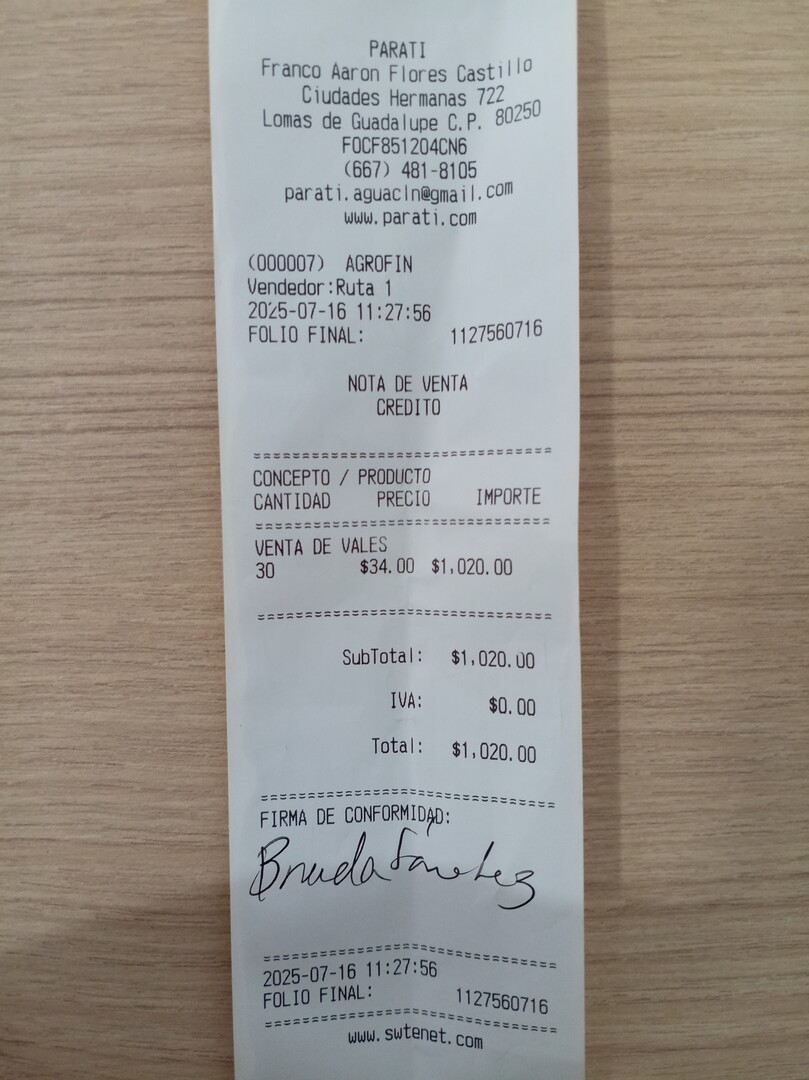 PARATI
Franco Aaron Flores Castillo
Ciudades Hermanas 722
Lomas de Guadalupe C.P. 80250
FOCF851204CN6
(667) 481-8105
parati.aguacln@gmail.com
www.parati.com
(000007) AGROFIN
Vendedor:Ruta 1
2025-07-16 11:27:56
FOLIO FINAL: 1127560716
NOTA DE VENTA
CREDITO
==============================
CONCEPTO / PRODUCTO
CANTIDAD PRECIO IMPORTE
==============================
VENTA DE VALES
30 $34.00 $1,020.00
==============================
SubTotal: $1,020.00
IVA: $0.00
Total: $1,020.00
==============================
FIRMA DE CONFORMIDAD:
==============================
2025-07-16 11:27:56
FOLIO FINAL: 1127560716
==============================
www.swtenet.com